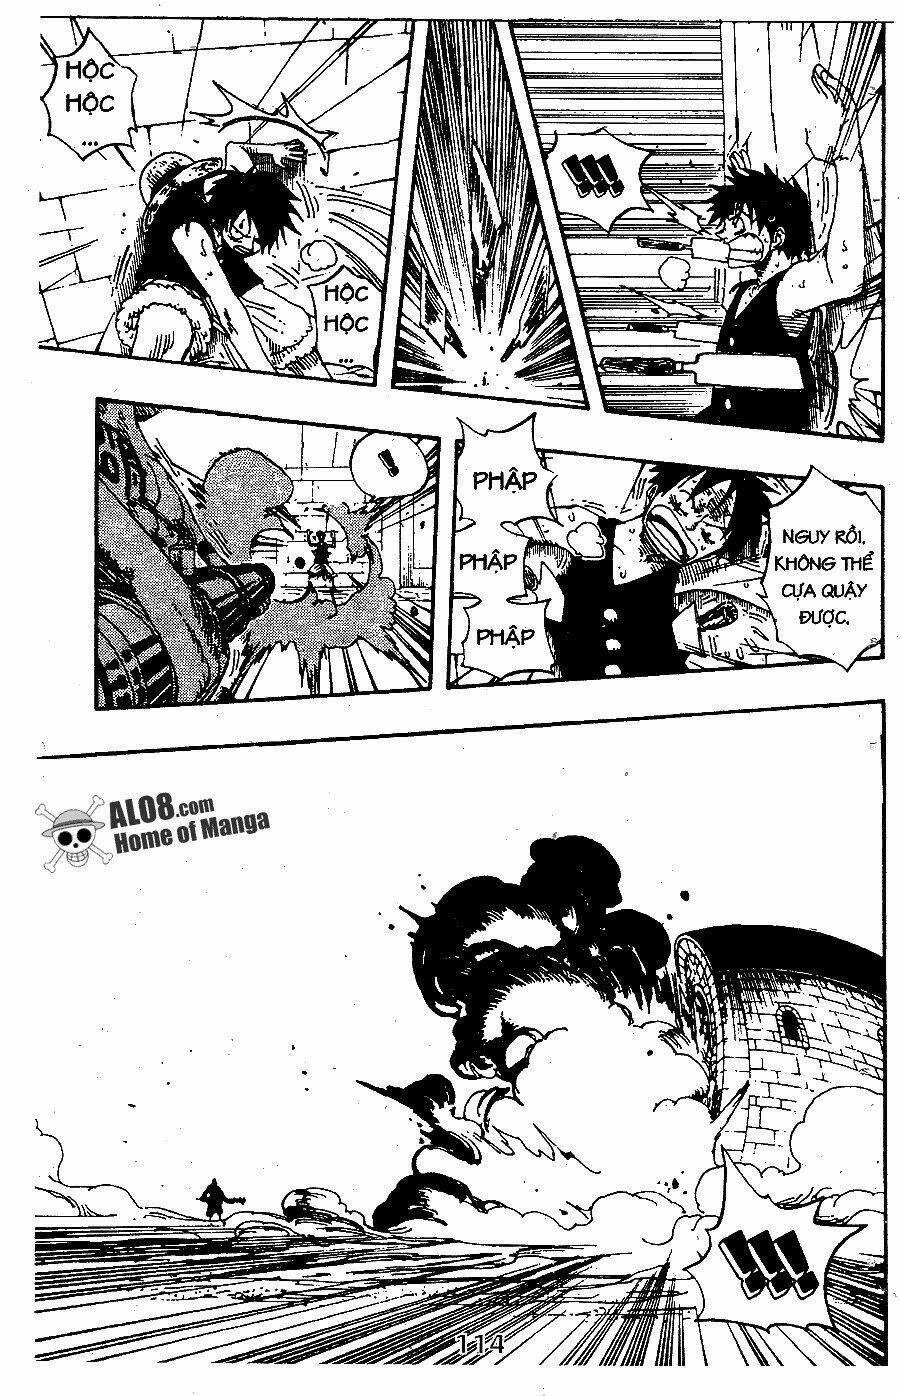 !!!!
HỘC
HỘC
...
HỘC
HỘC
...
NGUY RỒI,
KHÔNG THỂ
CỰA QUẬY
ĐƯỢC.
PHẬP
PHẬP
PHẬP
!!
ALO8.com
Home of Manga
!!!
114